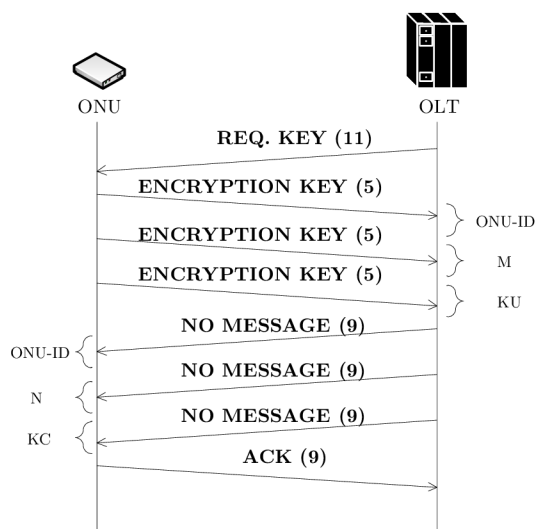 ONU
OLT
REQ. KEY (11)
ENCRYPTION KEY (5)
ONU-ID
ENCRYPTION KEY (5)
M
ENCRYPTION KEY (5)
KU
NO MESSAGE (9)
ONU-ID
NO MESSAGE (9)
N
NO MESSAGE (9)
KC
ACK (9)